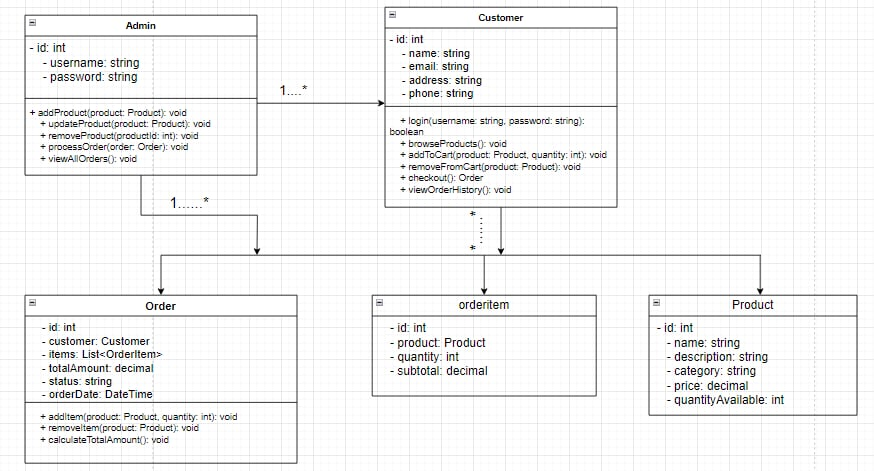 Admin
- id: int
- username: string
- password: string
+ addProduct(product: Product): void
+ updateProduct(product: Product): void
+ removeProduct(productId: int): void
+ processOrder(order: Order): void
+ viewAllOrders(): void
1....*
1......*
Customer
- id: int
- name: string
- email: string
- address: string
- phone: string
+ login(username: string, password: string):
boolean
+ browseProducts(): void
+ addToCart(product: Product, quantity: int): void
+ removeFromCart(product: Product): void
+ checkout(): Order
+ viewOrderHistory(): void
*
*
Order
- id: int
- customer: Customer
- items: List<OrderItem>
- totalAmount: decimal
- status: string
- orderDate: DateTime
+ addItem(product: Product, quantity: int): void
+ removeItem(product: Product): void
+ calculateTotalAmount(): void
orderitem
- id: int
- product: Product
- quantity: int
- subtotal: decimal
Product
- id: int
- name: string
- description: string
- category: string
- price: decimal
- quantityAvailable: int